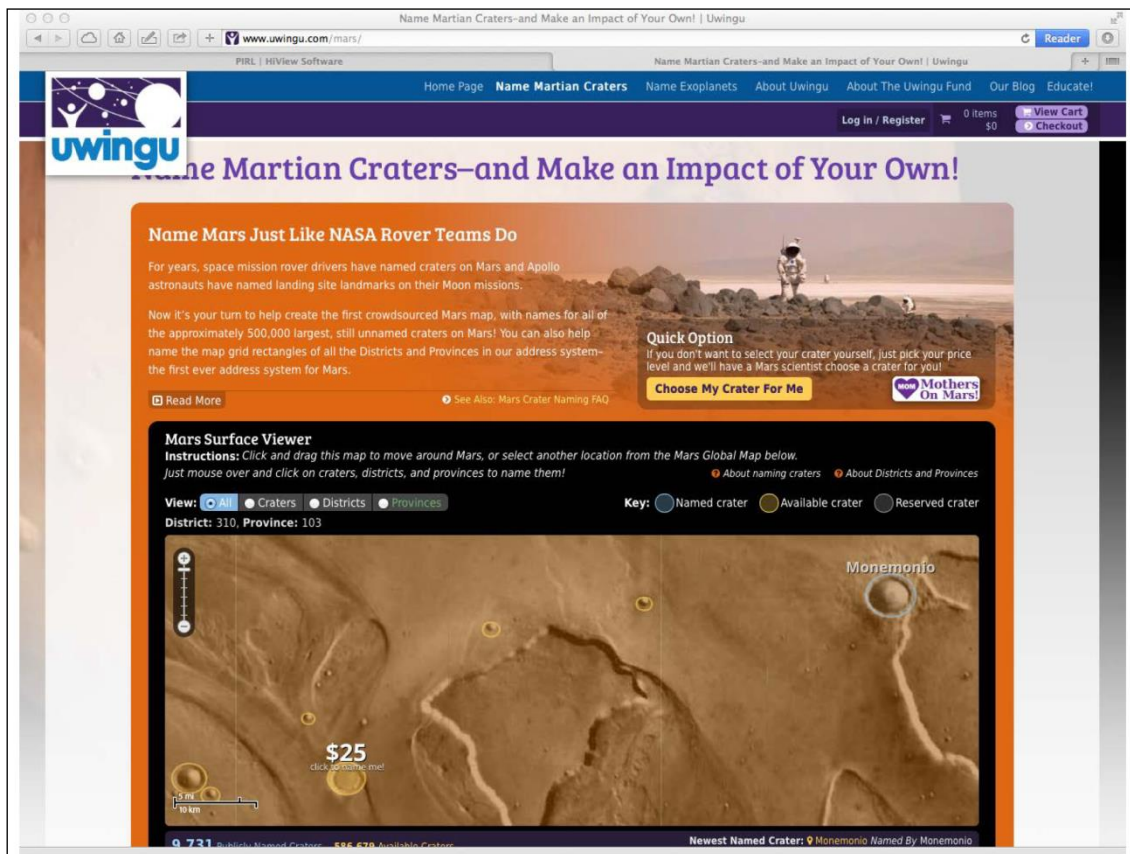 Name Martian Craters–and Make an Impact of Your Own! | Uwingu
www.uwingu.com/mars/
Reader
PIRL | HiView Software
Name Martian Craters–and Make an Impact of Your Own! | Uwingu
Home Page Name Martian Craters Name Exoplanets About Uwingu About The Uwingu Fund Our Blog Educate!
Log in / Register 0 items $0 View Cart Checkout
uwingu
Name Martian Craters–and Make an Impact of Your Own!
Name Mars Just Like NASA Rover Teams Do
For years, space mission rover drivers have named craters on Mars and Apollo
astronauts have named landing site landmarks on their Moon missions.
Now it's your turn to help create the first crowdsourced Mars map, with names for all of
the approximately 500,000 largest, still unnamed craters on Mars! You can also help
name the map grid rectangles of all the Districts and Provinces in our address system–
the first ever address system for Mars.
Read More
See Also: Mars Crater Naming FAQ
Quick Option
If you don't want to select your crater yourself, just pick your price
level and we'll have a Mars scientist choose a crater for you!
Choose My Crater For Me
MOM Mothers
On Mars!
Mars Surface Viewer
Instructions: Click and drag this map to move around Mars, or select another location from the Mars Global Map below.
Just mouse over and click on craters, districts, and provinces to name them!
About naming craters About Districts and Provinces
View: All Craters Districts Provinces
Key: Named crater Available crater Reserved crater
District: 310, Province: 103
Monemonio
$25
click to name me!
5 mi
10 km
9,731 Publicly Named Craters 586,679 Available Craters
Newest Named Crater: Monemonio Named By Monemonio